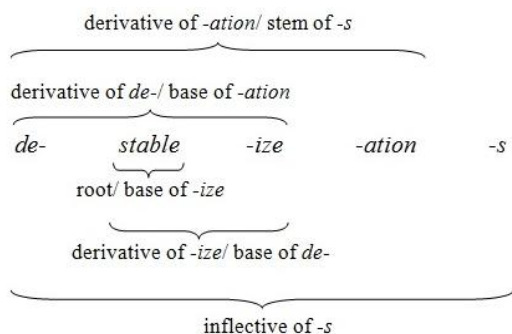 derivative of -ation/ stem of -s
derivative of de-/ base of -ation
de- stable -ize -ation -s
root/ base of -ize
derivative of -ize/ base of de-
inflective of -s